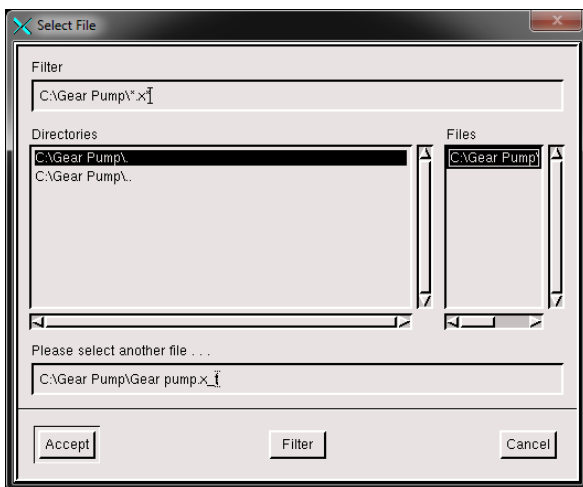 Select File
Filter
C:\Gear Pump\*.x*
Directories
Files
C:\Gear Pump\.
C:\Gear Pump\
C:\Gear Pump\..
Please select another file . . .
C:\Gear Pump\Gear pump.x_t
Accept
Filter
Cancel